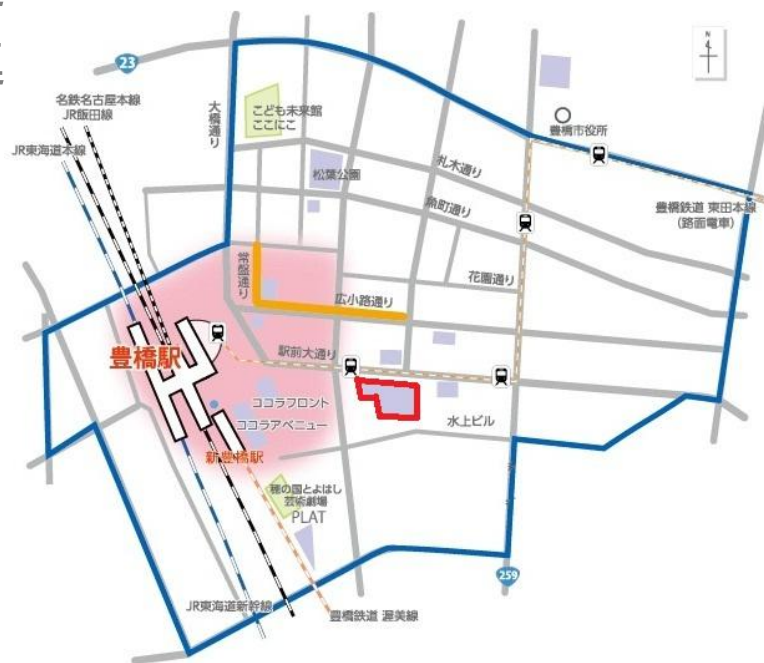 N
23
名鉄名古屋本線
JR飯田線
JR東海道本線
大橋通り
こども未来館
ここにこ
豊橋市役所
松葉公園
札木通り
魚町通り
豊橋鉄道 東田本線
(路面電車)
常盤通り
花園通り
広小路通り
駅前大通り
豊橋駅
ココラフロント
ココラアベニュー
水上ビル
新豊橋駅
穂の国とよはし
芸術劇場
PLAT
259
JR東海道新幹線
豊橋鉄道 渥美線